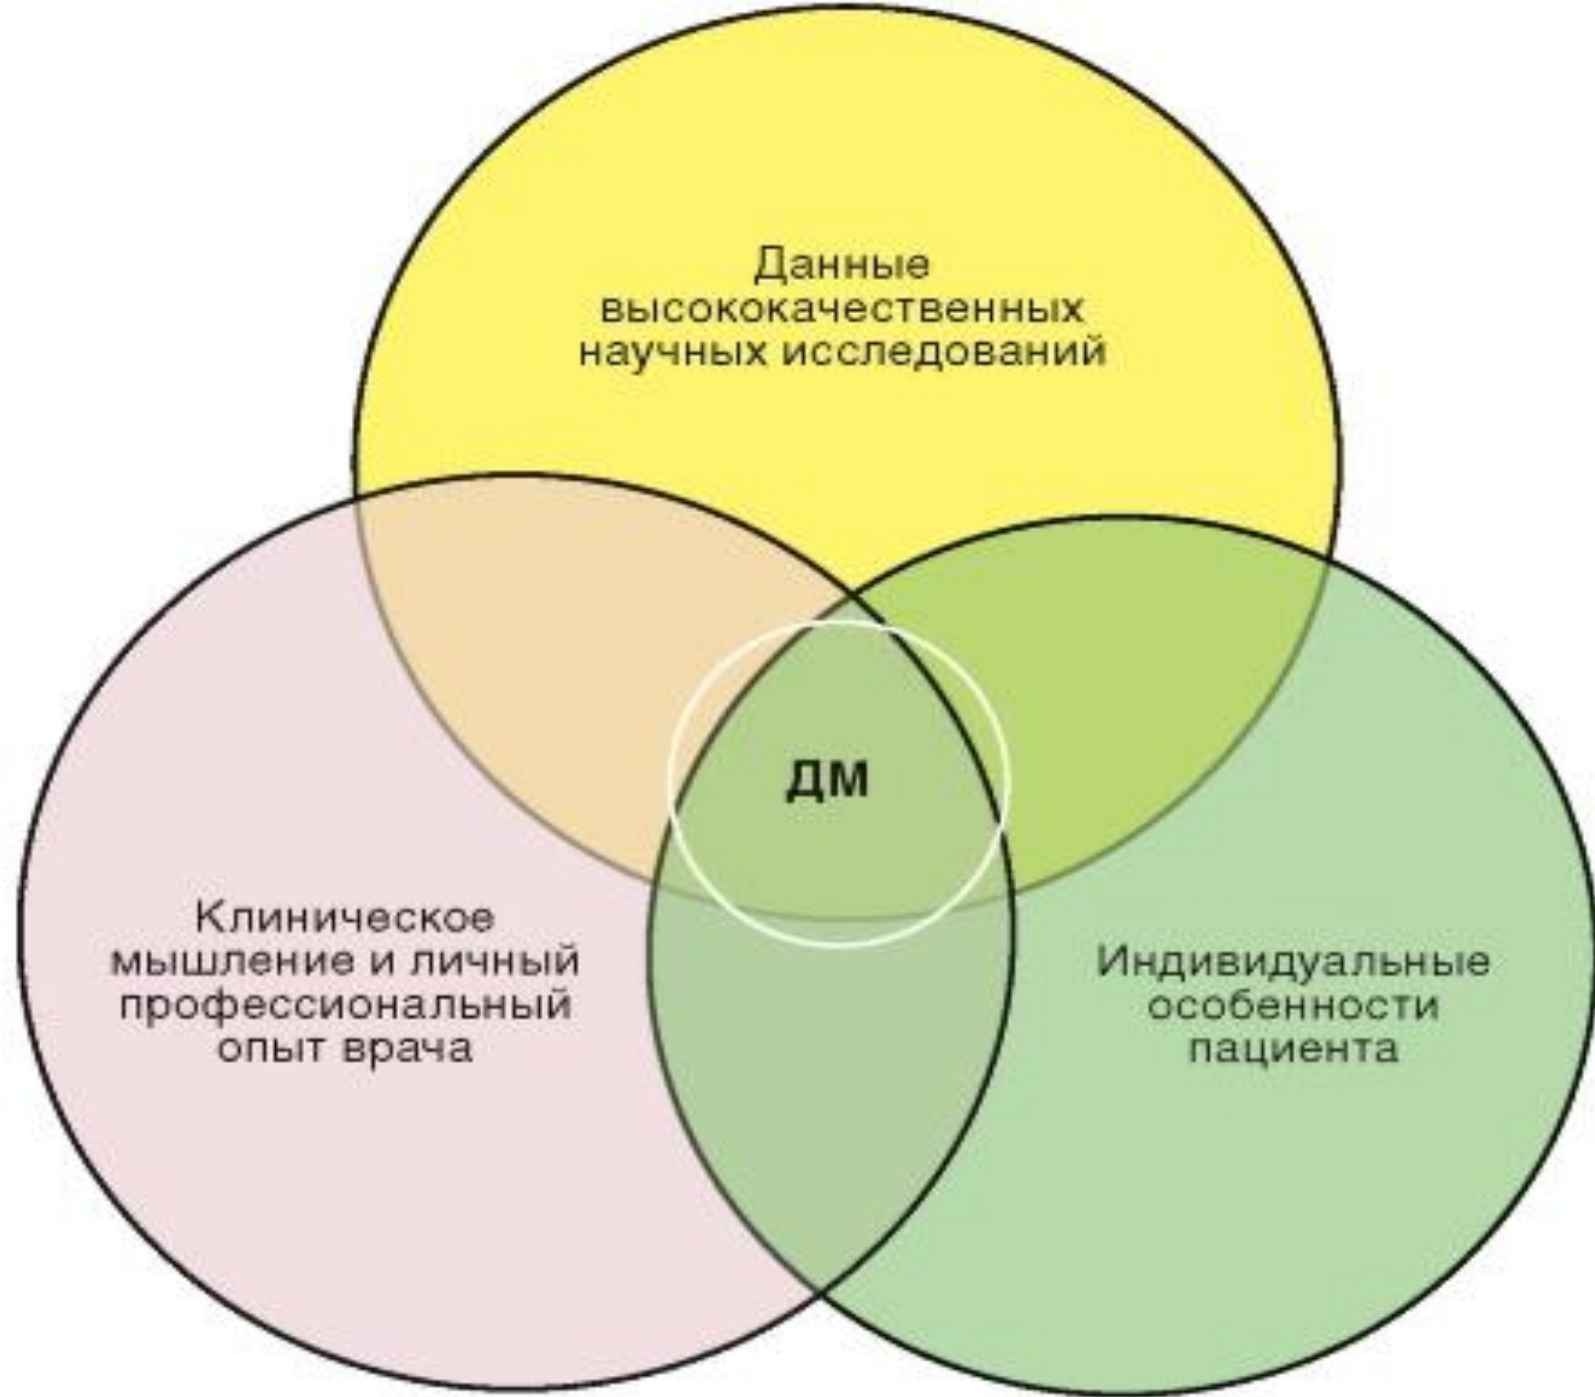 Данные
высококачественных
научных исследований
ДМ
Клиническое
мышление и личный
профессиональный
опыт врача
Индивидуальные
особенности
пациента